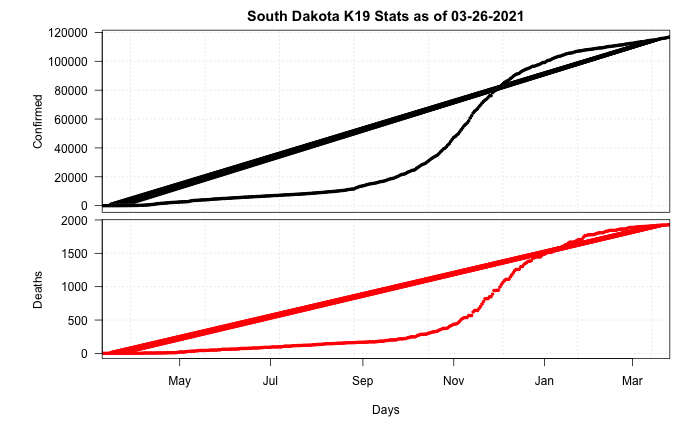 South Dakota K19 Stats as of 03-26-2021
120000
100000
80000
60000
40000
20000
0
Confirmed
2000
1500
1000
500
0
Deaths
May Jul Sep Nov Jan Mar
Days